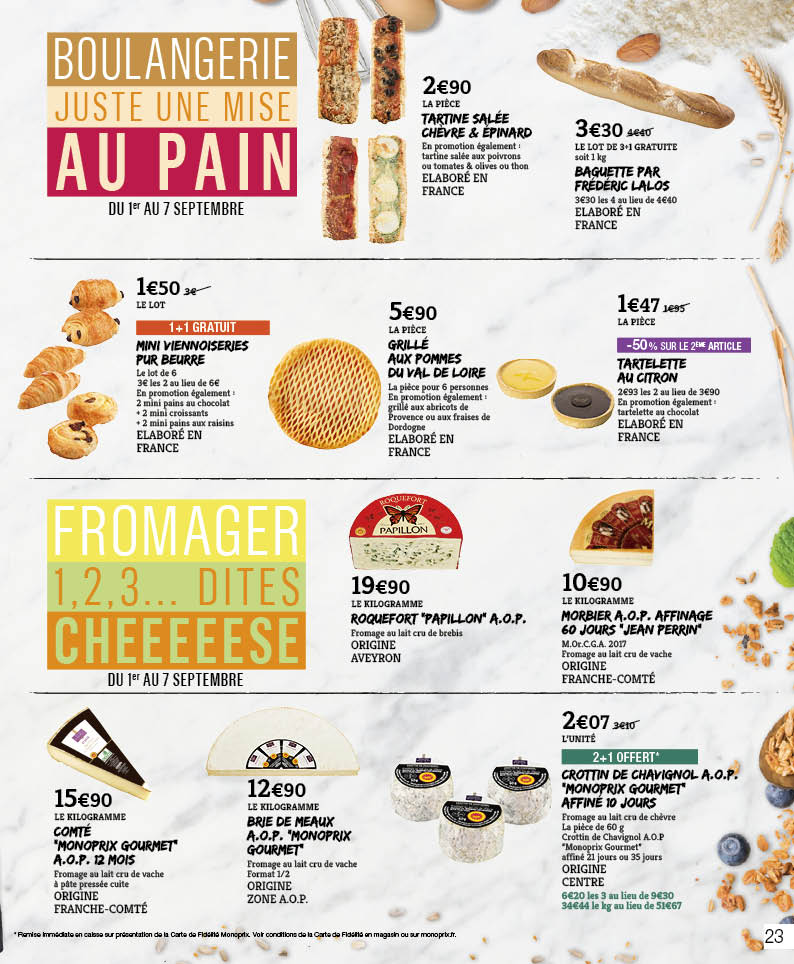 BOULANGERIE
JUSTE UNE MISE
AU PAIN
DU 1er AU 7 SEPTEMBRE
2€90
LA PIÈCE
TARTINE SALÉE
CHÈVRE & ÉPINARD
En promotion également :
tartine salée aux poivrons
ou tomates & olives ou thon
ELABORÉ EN
FRANCE
3€30 4€40
LE LOT DE 3+1 GRATUITE
soit 1 kg
BAGUETTE PAR
FRÉDÉRIC LALOS
3€30 les 4 au lieu de 4€40
ELABORÉ EN
FRANCE
1€50 3€
LE LOT
1+1 GRATUIT
MINI VIENNOISERIES
PUR BEURRE
Le lot de 6
3€ les 2 au lieu de 6€
En promotion également :
2 mini pains au chocolat
+ 2 mini croissants
+ 2 mini pains aux raisins
ELABORÉ EN
FRANCE
5€90
LA PIÈCE
GRILLÉ
AUX POMMES
DU VAL DE LOIRE
La pièce pour 6 personnes
En promotion également :
grillé aux abricots de
Provence ou aux fraises de
Dordogne
ELABORÉ EN
FRANCE
1€47 1€95
LA PIÈCE
-50% SUR LE 2ÈME ARTICLE
TARTELETTE
AU CITRON
2€93 les 2 au lieu de 3€90
En promotion également :
tartelette au chocolat
ELABORÉ EN
FRANCE
FROMAGER
1,2,3... DITES
CHEEEEESE
DU 1er AU 7 SEPTEMBRE
ROQUEFORT
PAPILLON
19€90
LE KILOGRAMME
ROQUEFORT "PAPILLON" A.O.P.
Fromage au lait cru de brebis
ORIGINE
AVEYRON
10€90
LE KILOGRAMME
MORBIER A.O.P. AFFINAGE
60 JOURS "JEAN PERRIN"
M.Or.C.G.A. 2017
Fromage au lait cru de vache
ORIGINE
FRANCHE-COMTÉ
15€90
LE KILOGRAMME
COMTÉ
"MONOPRIX GOURMET"
A.O.P. 12 MOIS
Fromage au lait cru de vache
à pâte pressée cuite
ORIGINE
FRANCHE-COMTÉ
12€90
LE KILOGRAMME
BRIE DE MEAUX
A.O.P. "MONOPRIX
GOURMET"
Fromage au lait cru de vache
Format 1/2
ORIGINE
ZONE A.O.P.
2€07 3€10
L'UNITÉ
2+1 OFFERT*
CROTTIN DE CHAVIGNOL A.O.P.
"MONOPRIX GOURMET"
AFFINÉ 10 JOURS
Fromage au lait cru de chèvre
La pièce de 60 g
Crottin de Chavignol A.O.P
"Monoprix Gourmet"
affiné 21 jours ou 35 jours
ORIGINE
CENTRE
6€20 les 3 au lieu de 9€30
34€44 le kg au lieu de 51€67
* Remise immédiate en caisse sur présentation de la Carte de Fidélité Monoprix. Voir conditions de la Carte de Fidélité en magasin ou sur monoprix.fr.
23